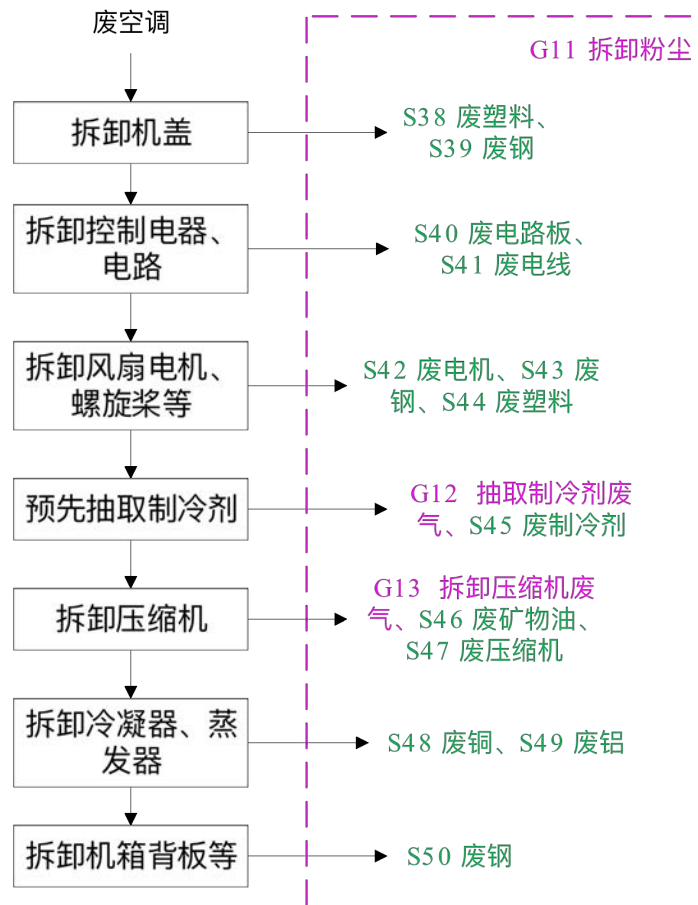 废空调
G11 拆卸粉尘
拆卸机盖
S38 废塑料、
S39 废钢
拆卸控制电器、
电路
S40 废电路板、
S41 废电线
拆卸风扇电机、
螺旋桨等
S42 废电机、S43 废
钢、S44 废塑料
预先抽取制冷剂
G12 抽取制冷剂废
气、S45 废制冷剂
拆卸压缩机
G13 拆卸压缩机废
气、S46 废矿物油、
S47 废压缩机
拆卸冷凝器、蒸
发器
S48 废铜、S49 废铝
拆卸机箱背板等
S50 废钢